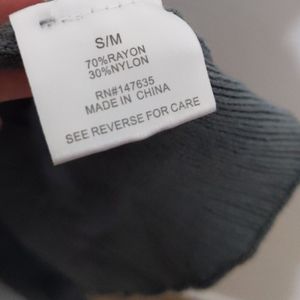 S/M
70%RAYON
30%NYLON
RN#147635
MADE IN CHINA
SEE REVERSE FOR CARE